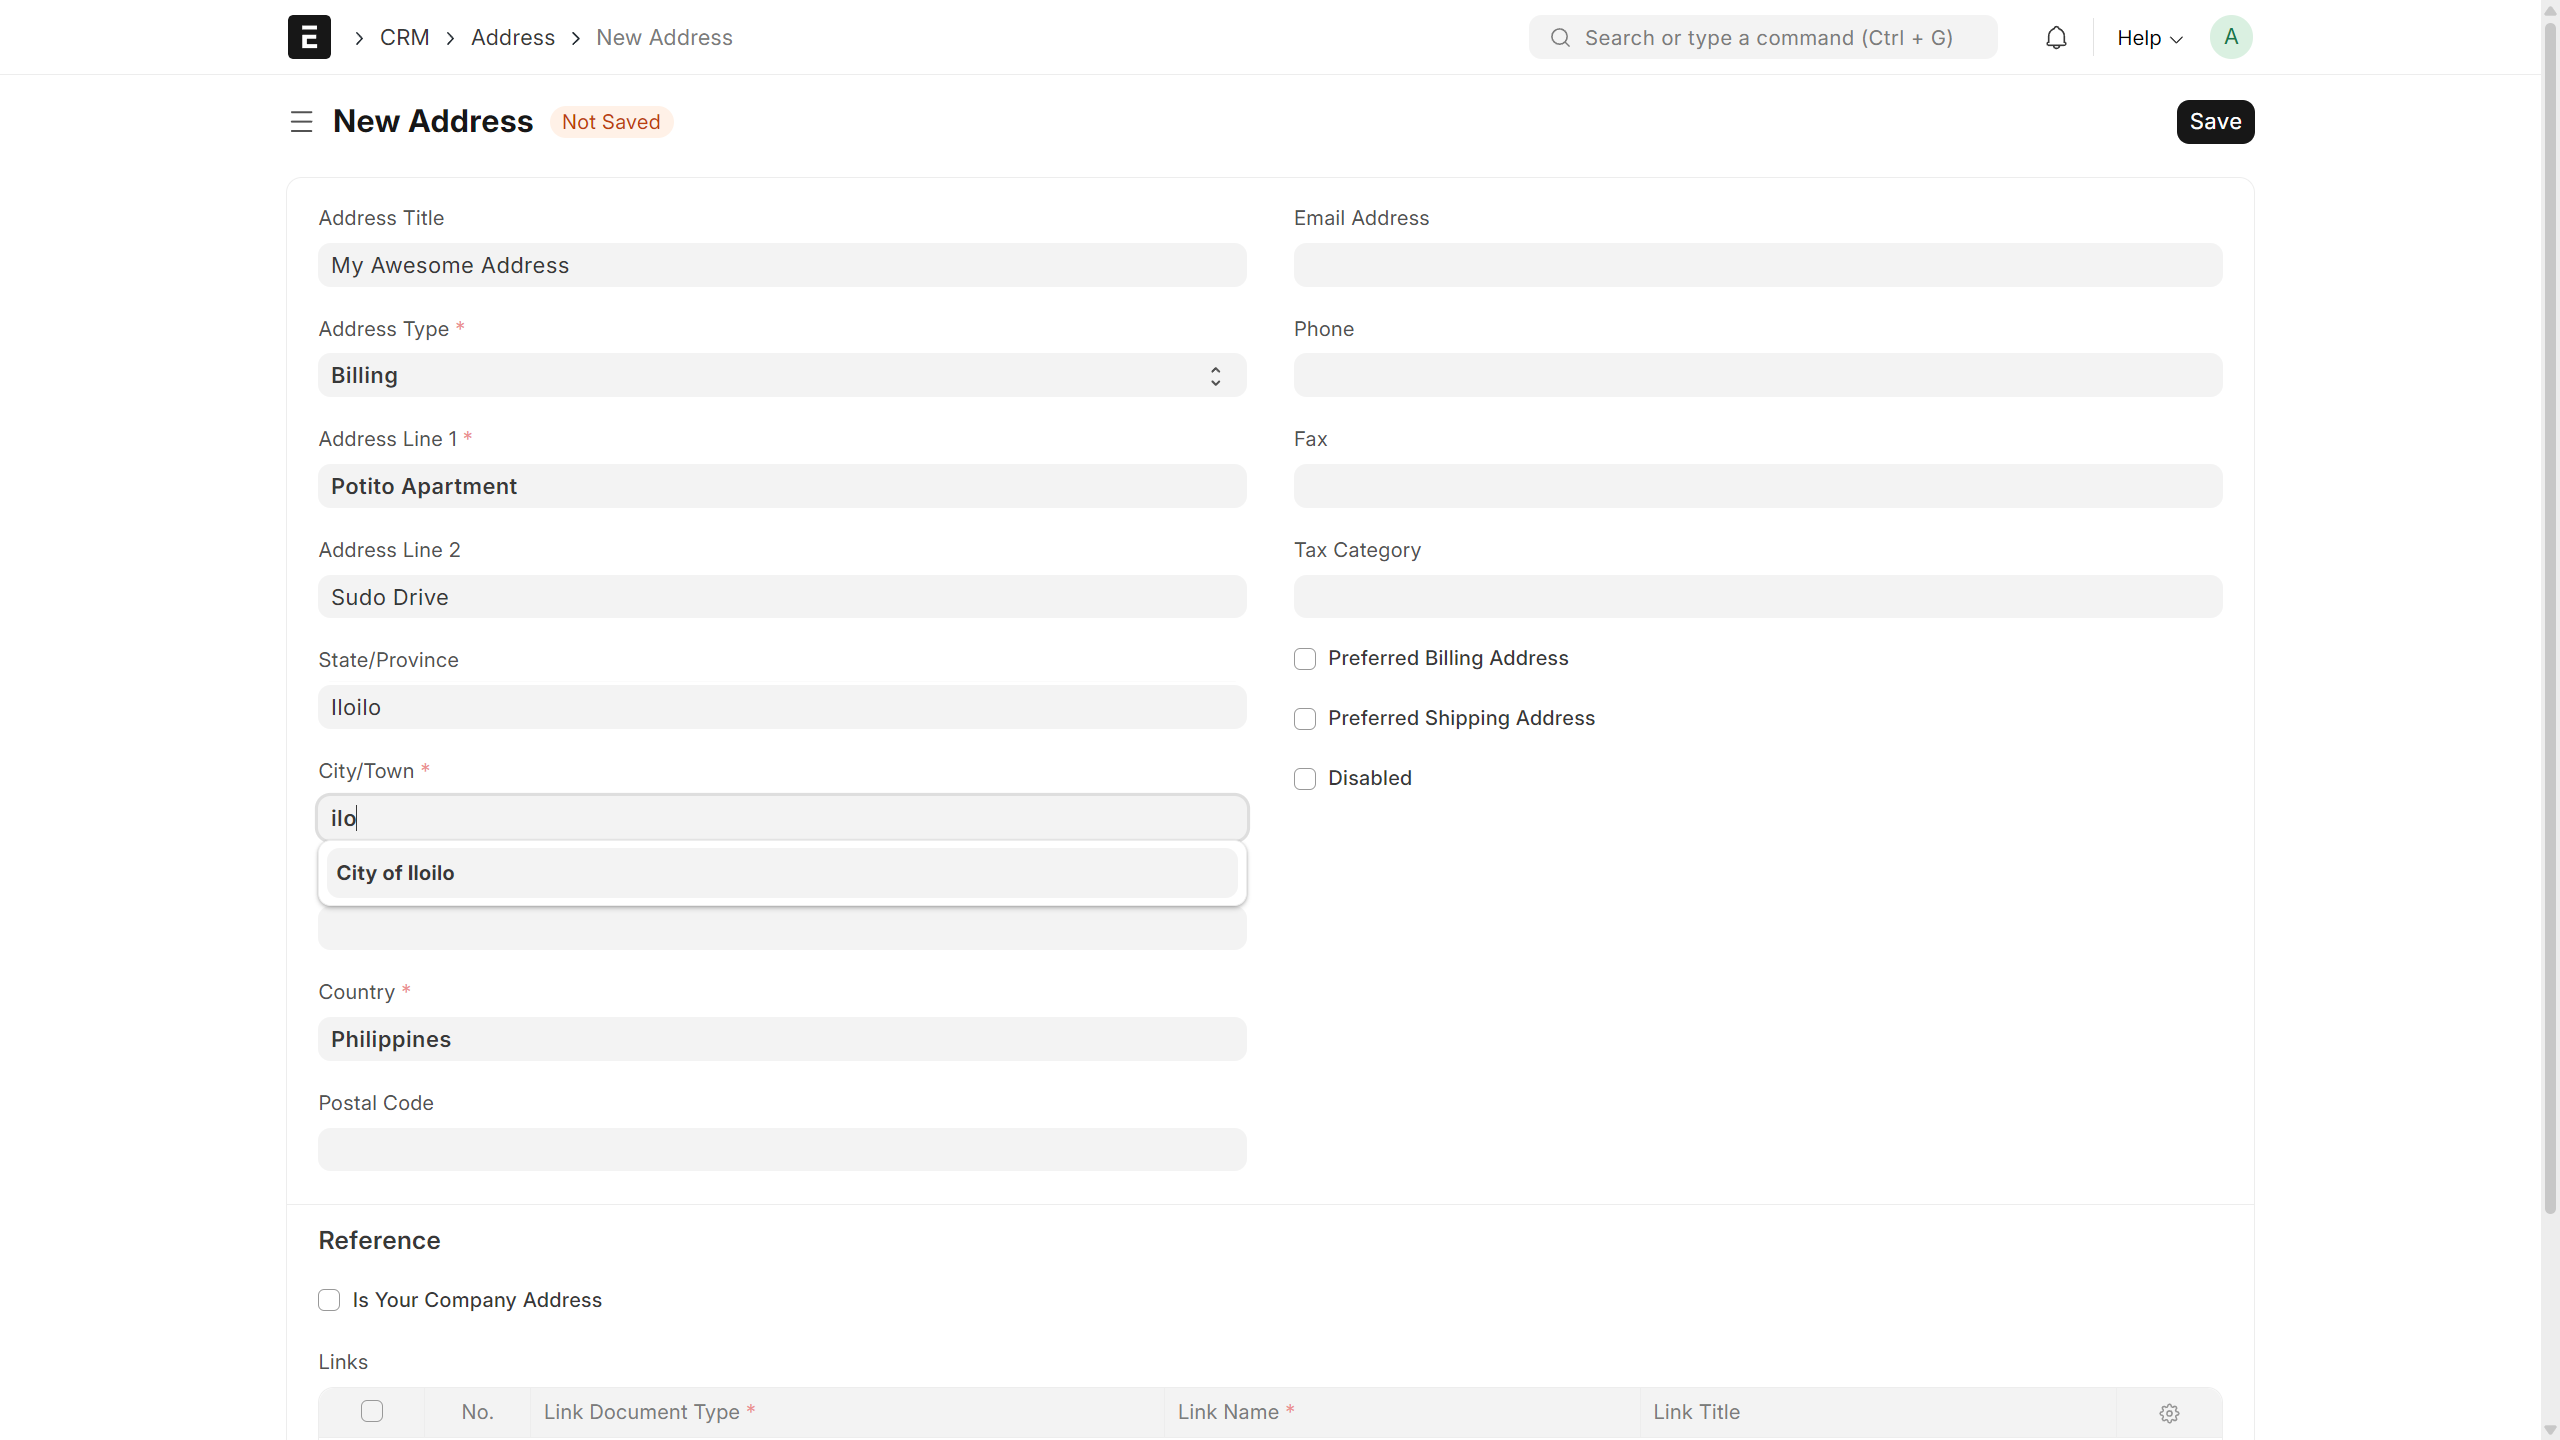 E
CRM
Address
New Address
Search or type a command (Ctrl + G)
Help
A
New Address
Not Saved
Save
Address Title
My Awesome Address
Address Type *
Billing
Address Line 1 *
Potito Apartment
Address Line 2
Sudo Drive
State/Province
Iloilo
City/Town *
ilo
City of Iloilo
Country *
Philippines
Postal Code
Email Address
Phone
Fax
Tax Category
Preferred Billing Address
Preferred Shipping Address
Disabled
Reference
Is Your Company Address
Links
No.
Link Document Type *
Link Name *
Link Title